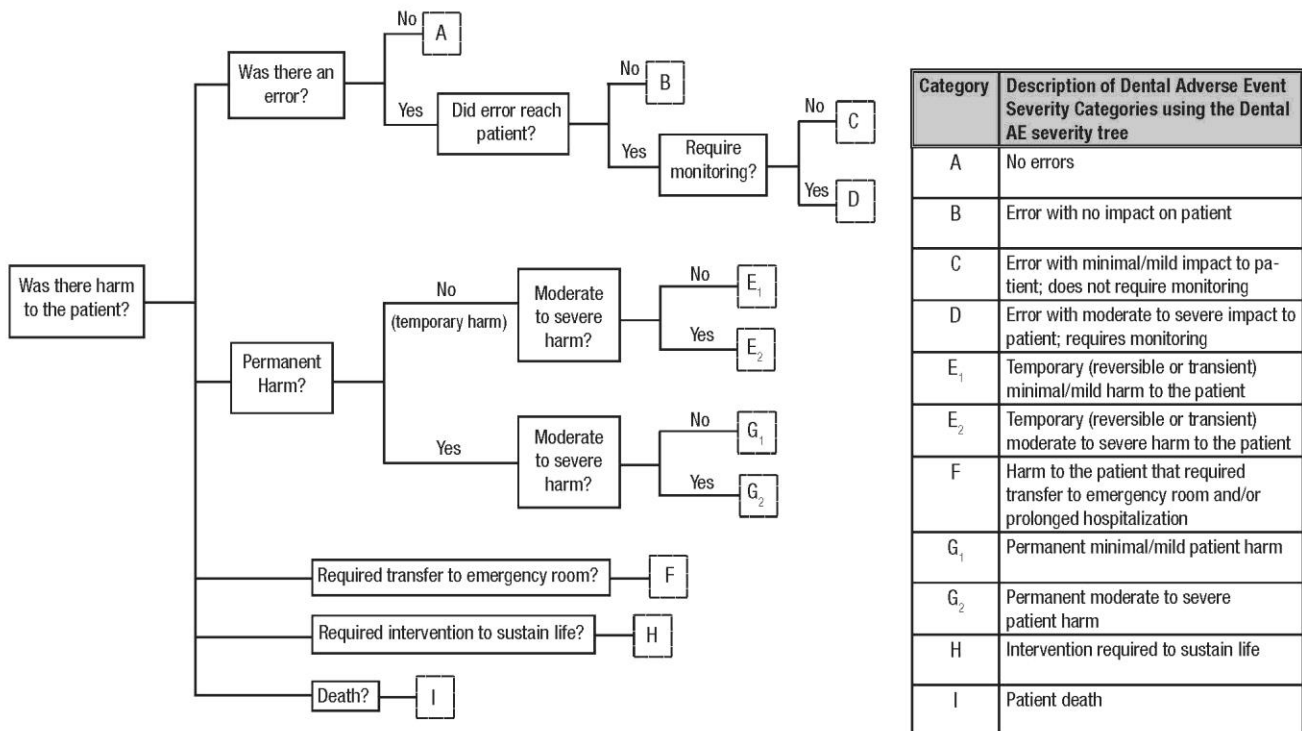 Was there harm
to the patient?
Was there an
error?
No
A
Yes
Did error reach
patient?
No
B
Yes
Require
monitoring?
No
C
Yes
D
Permanent
Harm?
No
(temporary harm)
Moderate
to severe
harm?
No
E1
Yes
E2
Yes
Moderate
to severe
harm?
No
G1
Yes
G2
Required transfer to emergency room?
F
Required intervention to sustain life?
H
Death?
I
Category
Description of Dental Adverse Event
Severity Categories using the Dental
AE severity tree
A
No errors
B
Error with no impact on patient
C
Error with minimal/mild impact to pa-
tient; does not require monitoring
D
Error with moderate to severe impact to
patient; requires monitoring
E1
Temporary (reversible or transient)
minimal/mild harm to the patient
E2
Temporary (reversible or transient)
moderate to severe harm to the patient
F
Harm to the patient that required
transfer to emergency room and/or
prolonged hospitalization
G1
Permanent minimal/mild patient harm
G2
Permanent moderate to severe
patient harm
H
Intervention required to sustain life
I
Patient death